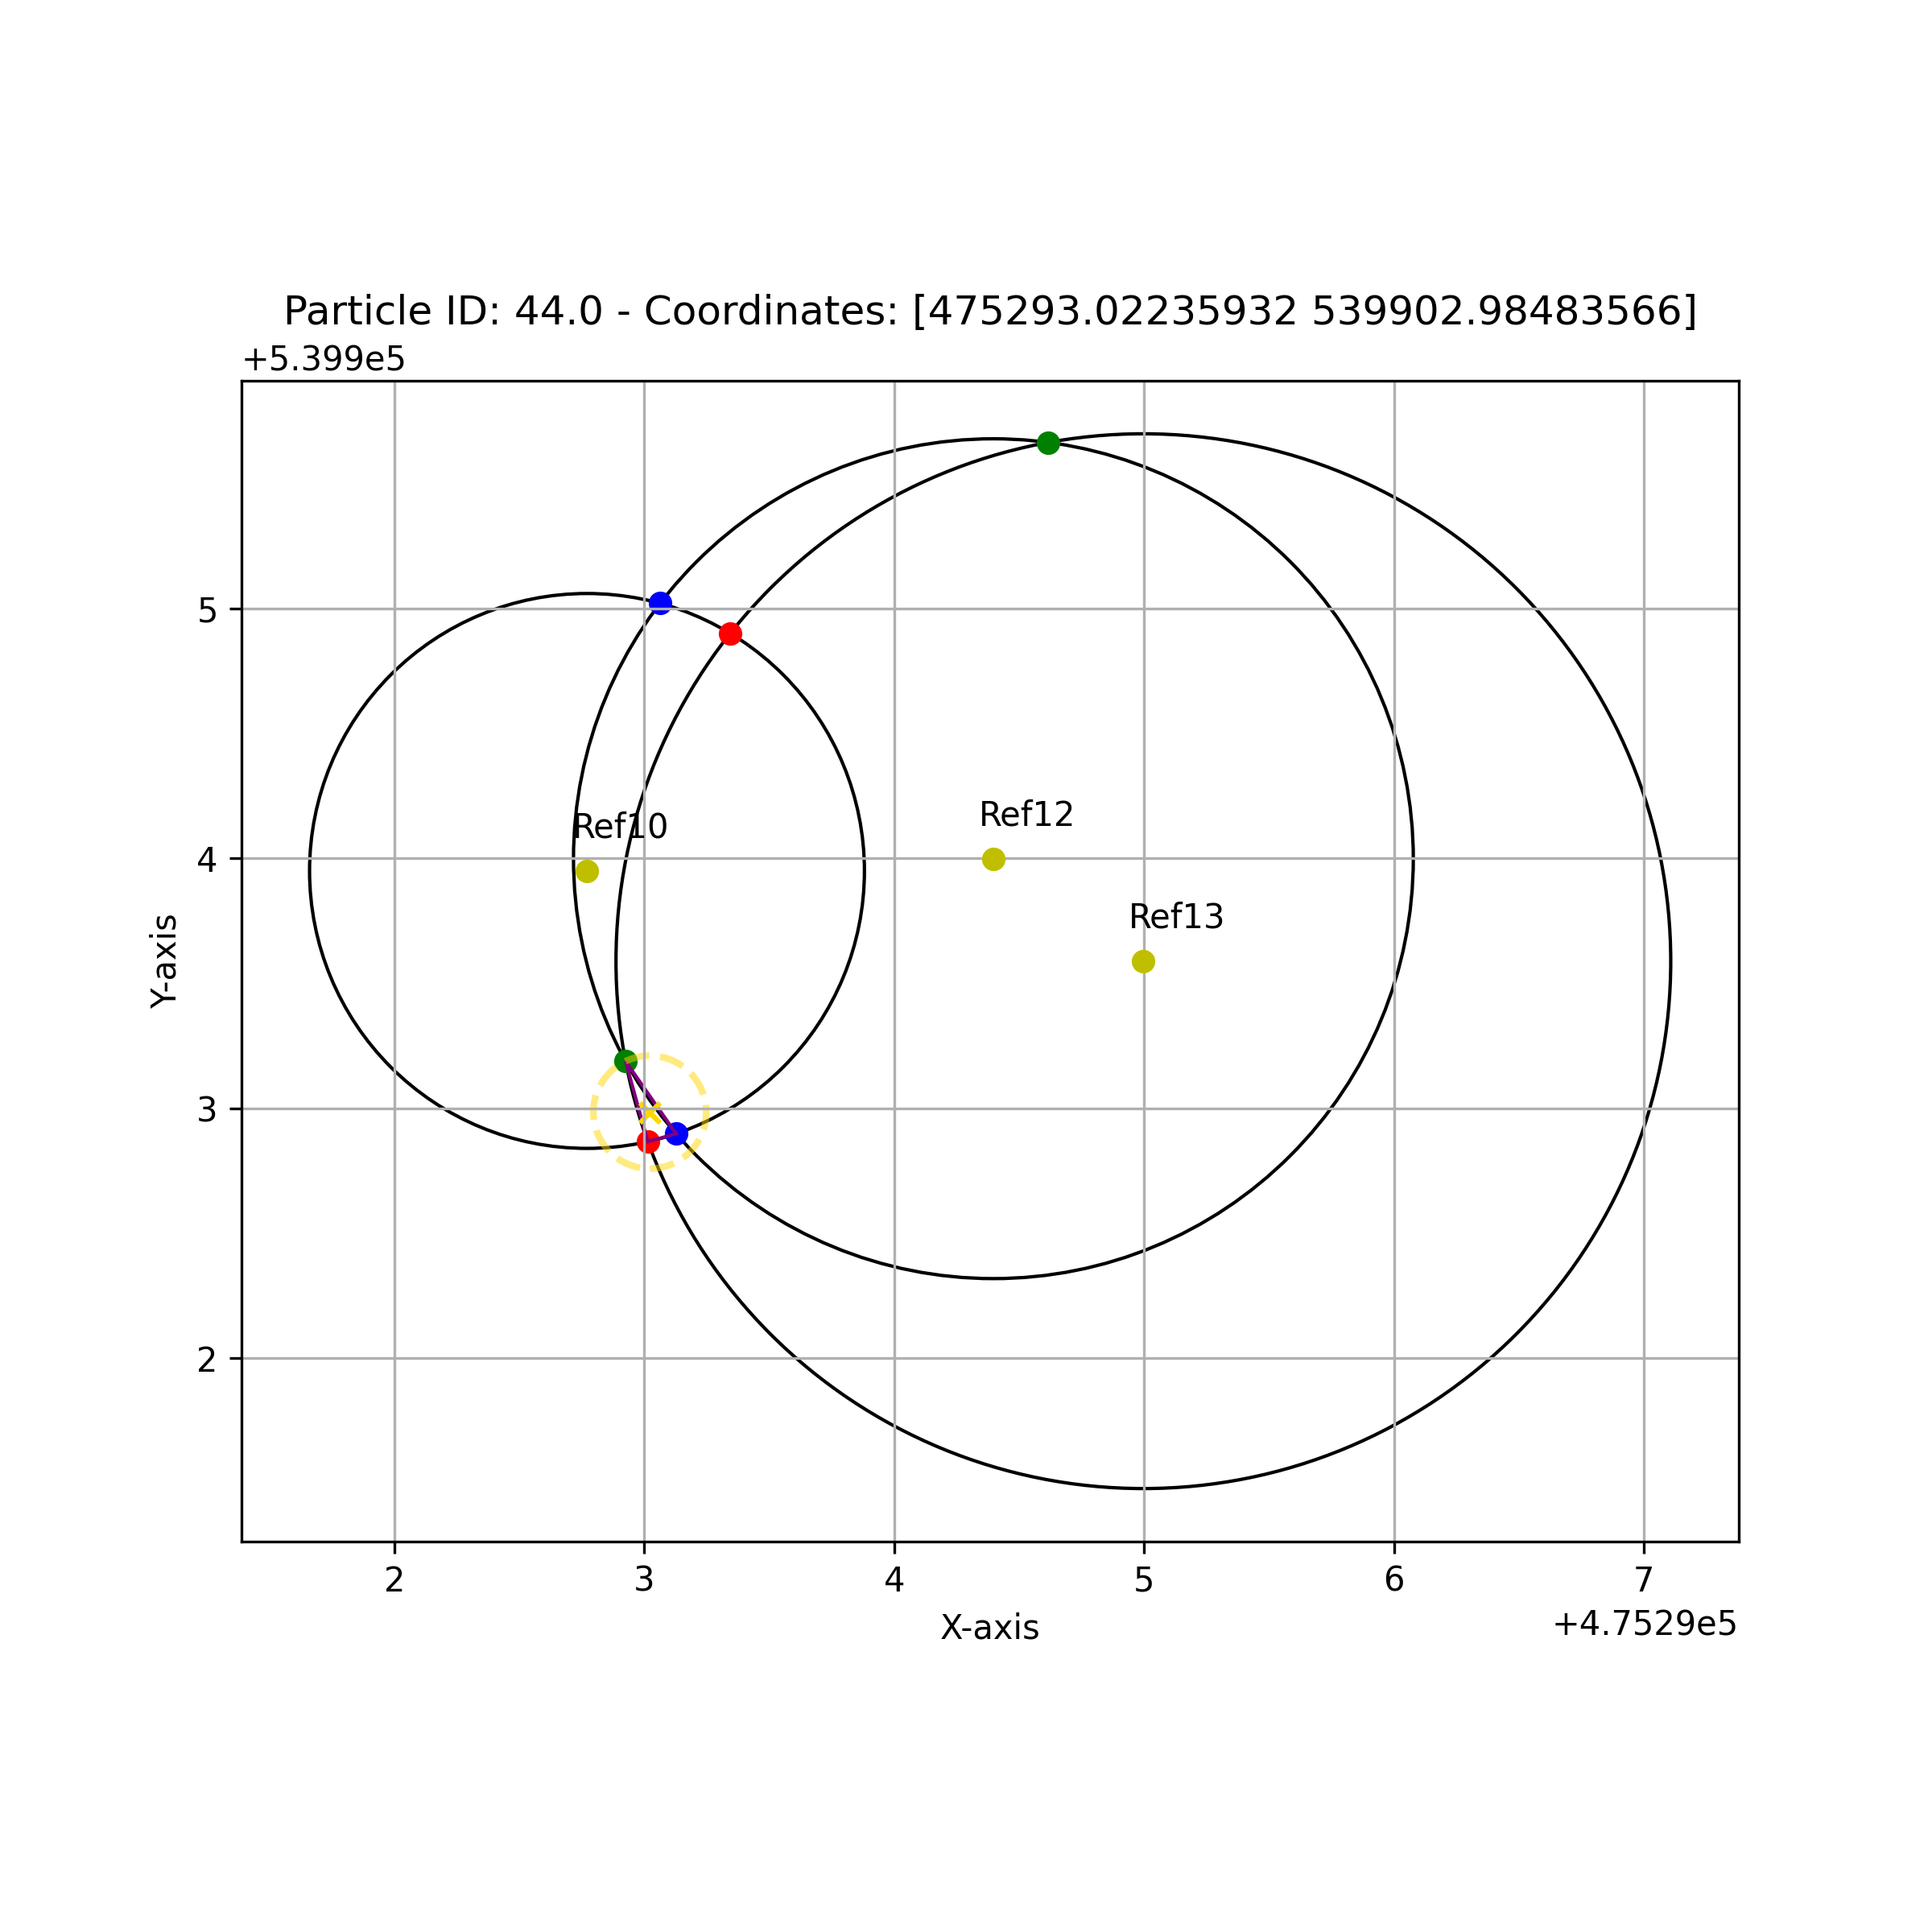 Particle ID: 44.0 - Coordinates: [475293.02235932 539902.98483566]
+5.399e5
5
4
3
2
Y-axis
Ref10
Ref12
Ref13
2 3 4 5 6 7
X-axis
+4.7529e5